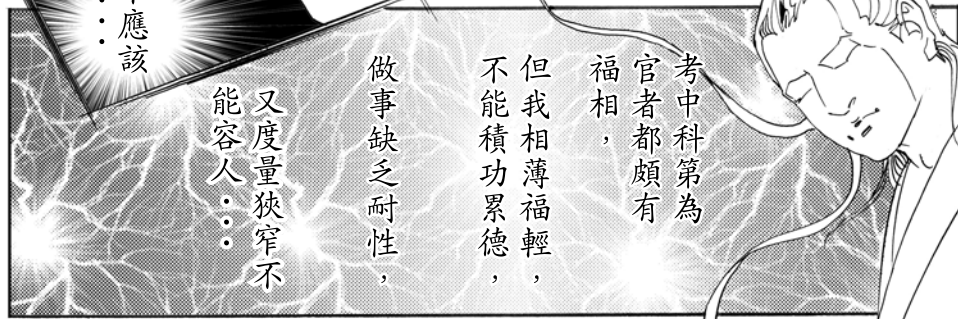 應該
・・・
考中科第為
官者都頗有
福相，
但我相薄福輕，
不能積功累德，
做事缺乏耐性，
又度量狹窄不
能容人・・・